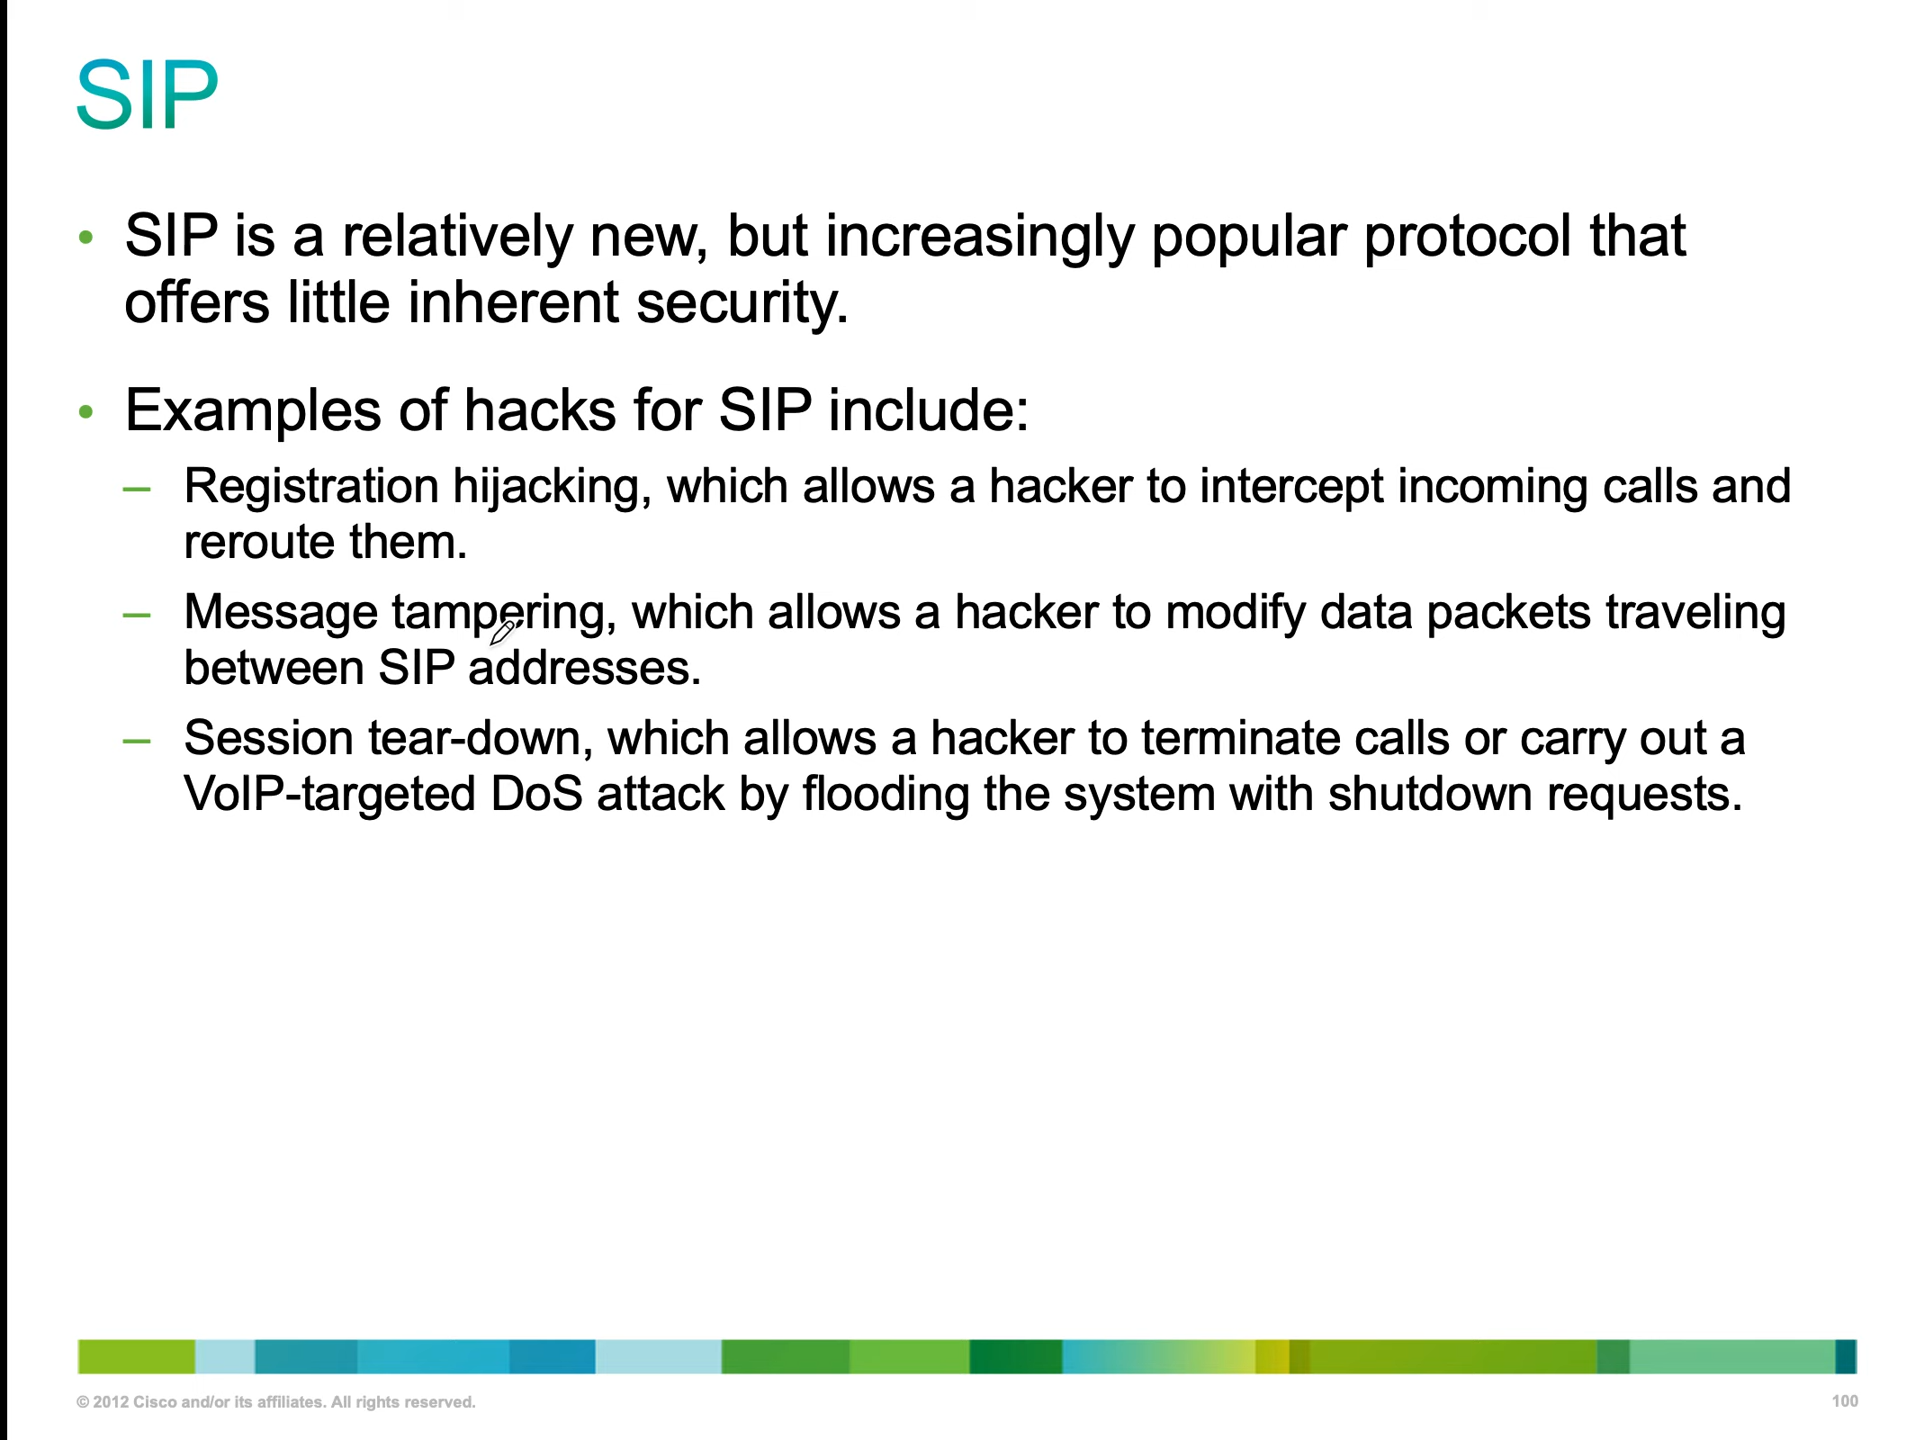 SIP
• SIP is a relatively new, but increasingly popular protocol that
offers little inherent security.
• Examples of hacks for SIP include:
– Registration hijacking, which allows a hacker to intercept incoming calls and
reroute them.
– Message tampering, which allows a hacker to modify data packets traveling
between SIP addresses.
– Session tear-down, which allows a hacker to terminate calls or carry out a
VoIP-targeted DoS attack by flooding the system with shutdown requests.
© 2012 Cisco and/or its affiliates. All rights reserved.
100